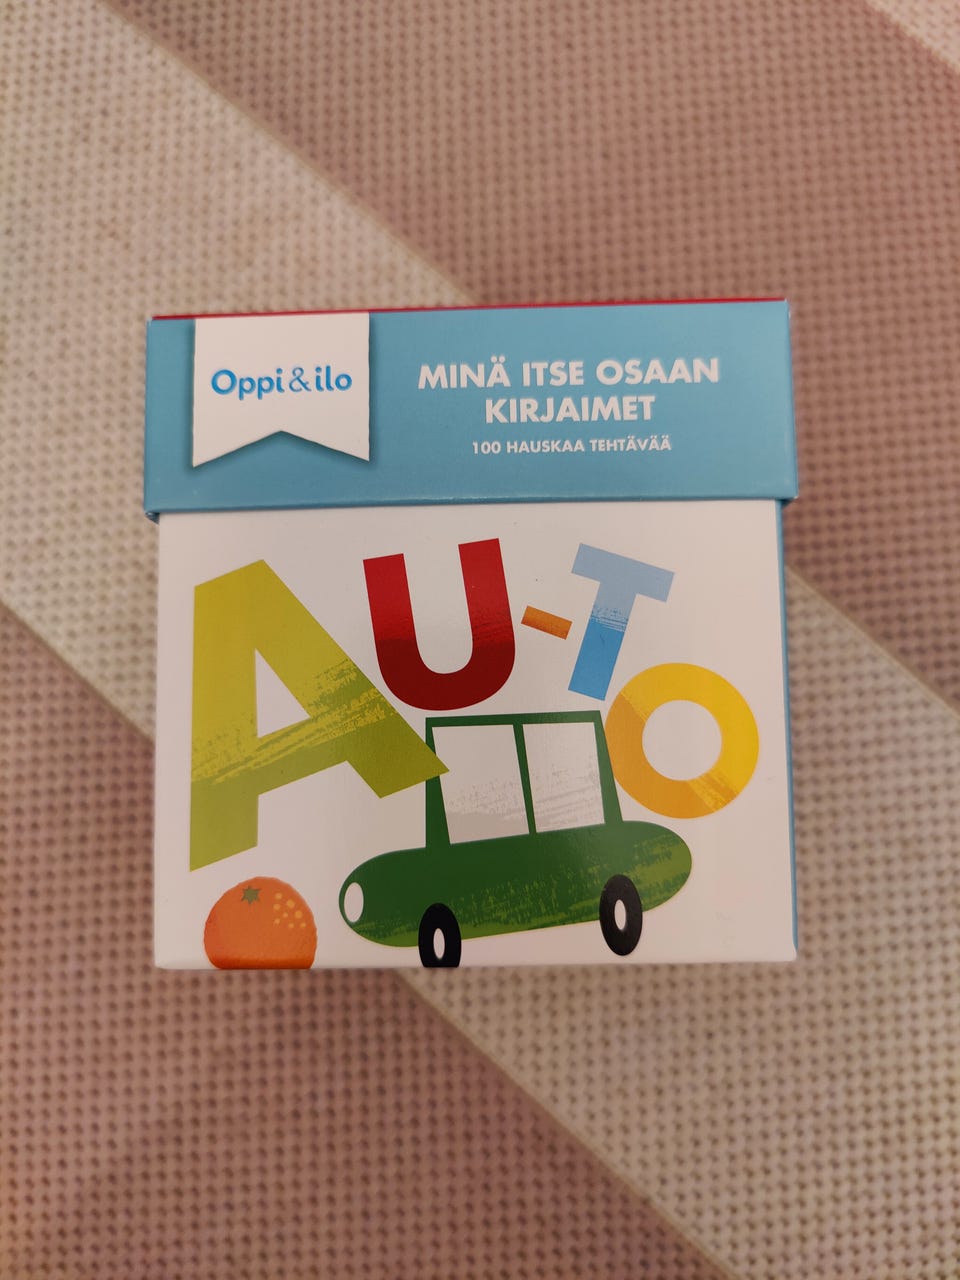 Oppi&ilo
MINÄ ITSE OSAAN
KIRJAIMET
100 HAUSKAA TEHTÄVÄÄ
AU-TO